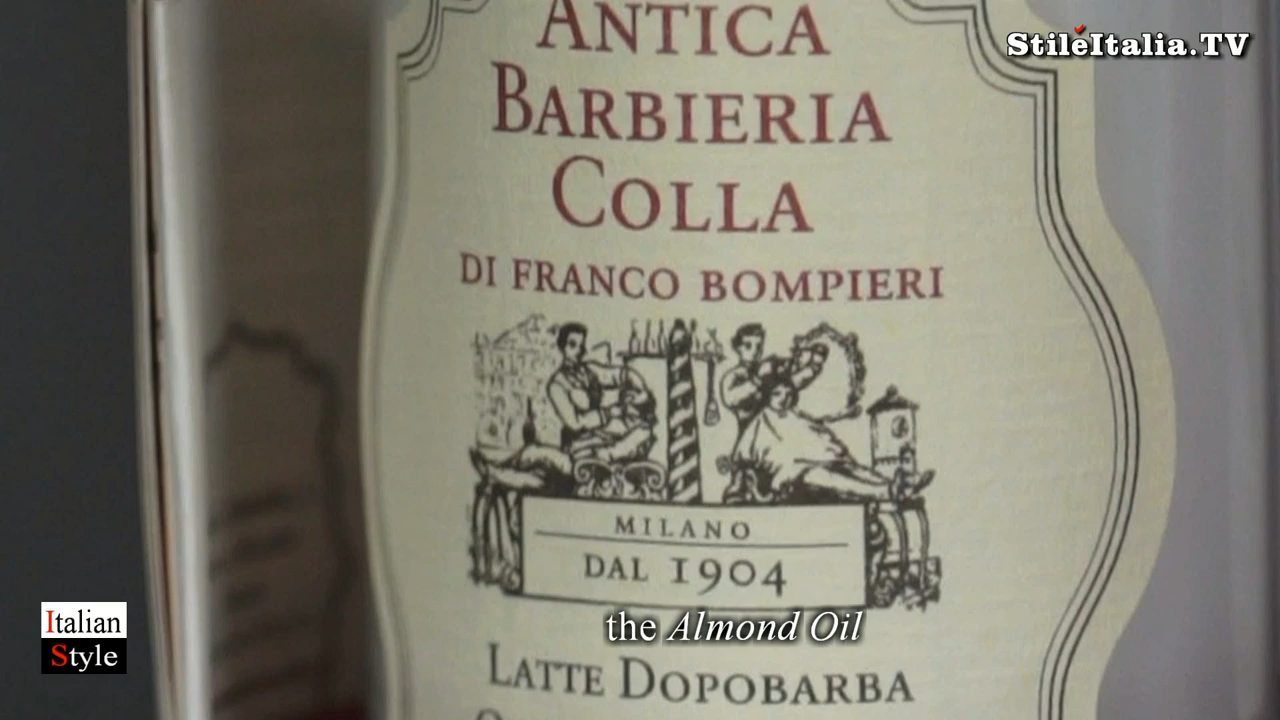 StileItalia.TV
ANTICA
BARBIERIA
COLLA
DI FRANCO BOMPIERI
MILANO
DAL 1904
the Almond Oil
LATTE DOPOBARBA
Italian
Style